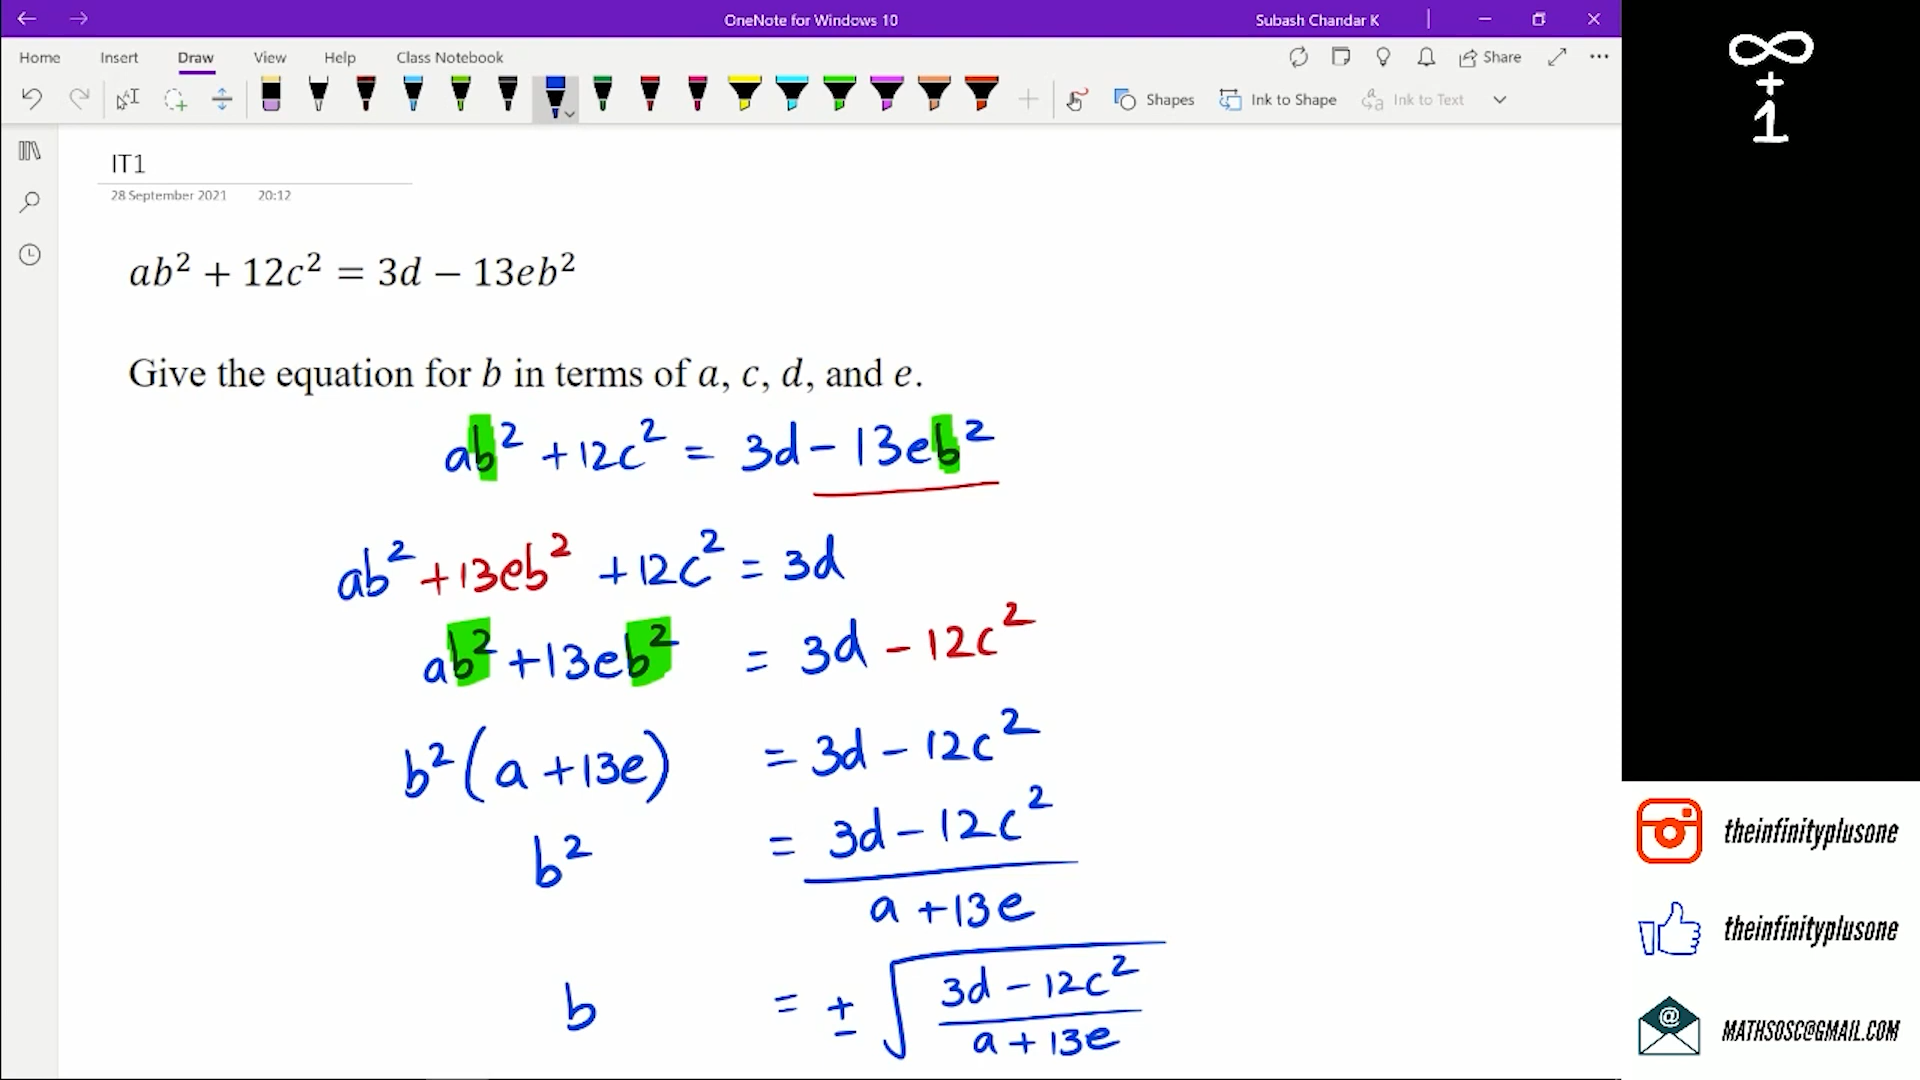 OneNote for Windows 10
Subash Chandar K
Home Insert Draw View Help Class Notebook
Share
Shapes Ink to Shape Ink to Text
IT1
28 September 2021 20:12
ab² + 12c² = 3d − 13eb²
Give the equation for b in terms of a, c, d, and e.
ab² + 12c² = 3d − 13eb²
ab² + 13eb² + 12c² = 3d
ab² + 13eb² = 3d − 12c²
b²(a + 13e) = 3d − 12c²
b² = 3d − 12c²
a + 13e
b = ± √ 3d − 12c²
a + 13e
∞
+
1
theinfinityplusone
theinfinityplusone
@
MATHSOSC@GMAIL.COM